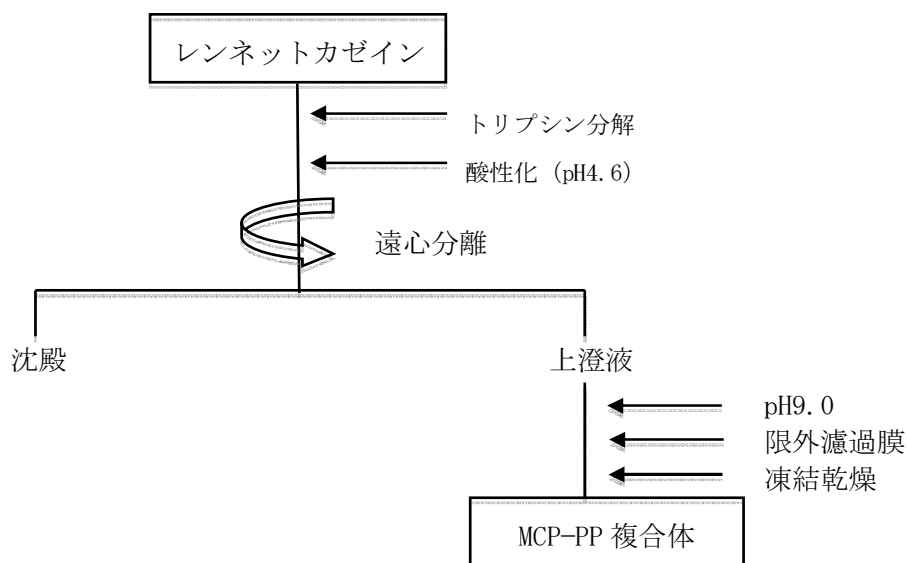 レンネットカゼイン
トリプシン分解
酸性化 (pH4.6)
遠心分離
沈殿
上澄液
pH9.0
限外濾過膜
凍結乾燥
MCP-PP 複合体